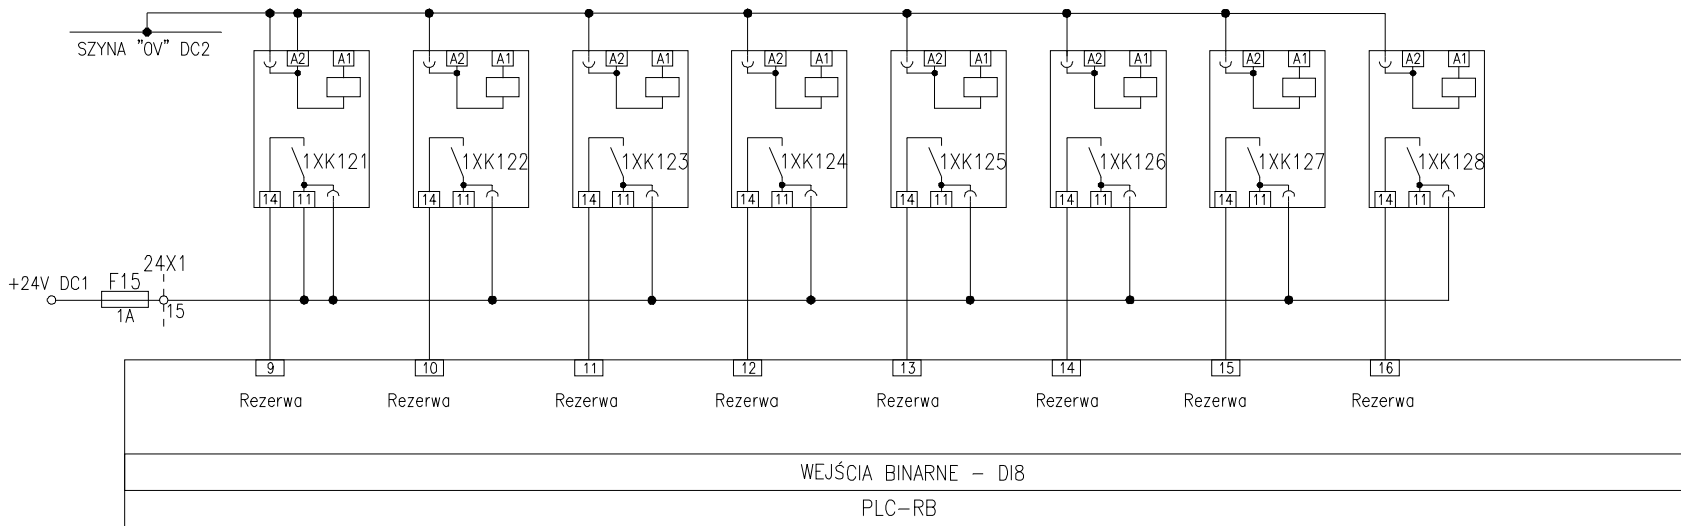 SZYNA "0V" DC2
A2 A1 A2 A1 A2 A1 A2 A1 A2 A1 A2 A1 A2 A1 A2 A1
1XK121 1XK122 1XK123 1XK124 1XK125 1XK126 1XK127 1XK128
14 11 14 11 14 11 14 11 14 11 14 11 14 11 14 11
24X1
+24V DC1 F15
1A 15
9 10 11 12 13 14 15 16
Rezerwa Rezerwa Rezerwa Rezerwa Rezerwa Rezerwa Rezerwa Rezerwa
WEJŚCIA BINARNE - DI8
PLC-RB